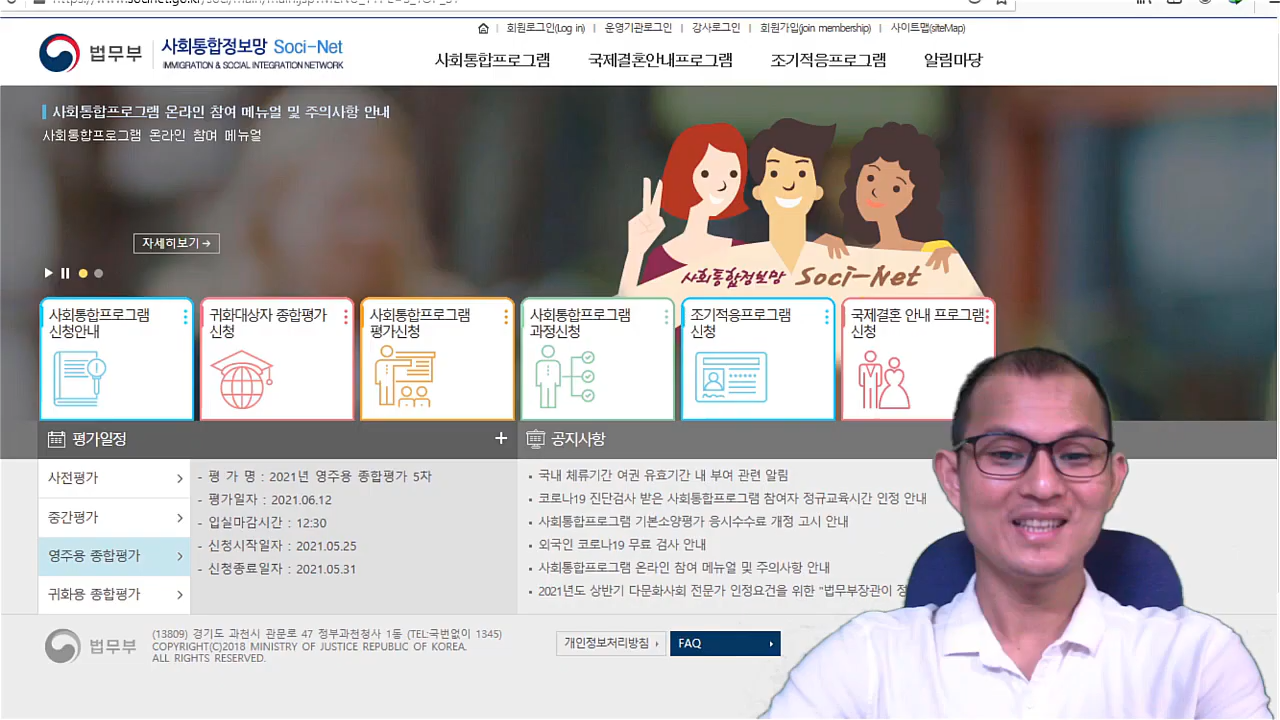 회원로그인(Log in) | 운영기관로그인 | 강사로그인 | 회원가입(join membership) | 사이트맵(siteMap)
법무부
사회통합정보망 Soci-Net
IMMIGRATION & SOCIAL INTEGRATION NETWORK
사회통합프로그램 국제결혼안내프로그램 조기적응프로그램 알림마당
사회통합프로그램 온라인 참여 메뉴얼 및 주의사항 안내
사회통합프로그램 온라인 참여 메뉴얼
자세히보기
사회통합정보망 Soci-Net
사회통합프로그램
신청안내
귀화대상자 종합평가
신청
사회통합프로그램
평가신청
사회통합프로그램
과정신청
조기적응프로그램
신청
국제결혼 안내 프로그램
신청
평가일정 +
사전평가
중간평가
영주용 종합평가
귀화용 종합평가
- 평 가 명 : 2021년 영주용 종합평가 5차
- 평가일자 : 2021.06.12
- 입실마감시간 : 12:30
- 신청시작일자 : 2021.05.25
- 신청종료일자 : 2021.05.31
공지사항
국내 체류기간 여권 유효기간 내 부여 관련 알림
코로나19 진단검사 받은 사회통합프로그램 참여자 정규교육시간 인정 안내
사회통합프로그램 기본소양평가 응시수수료 개정 고시 안내
외국인 코로나19 무료 검사 안내
사회통합프로그램 온라인 참여 메뉴얼 및 주의사항 안내
2021년도 상반기 다문화사회 전문가 인정요건을 위한 "법무부장관이 정
법무부
(13809) 경기도 과천시 관문로 47 정부과천청사 1동 (TEL:국번없이 1345)
COPYRIGHT(C)2018 MINISTRY OF JUSTICE REPUBLIC OF KOREA.
ALL RIGHTS RESERVED.
개인정보처리방침
FAQ